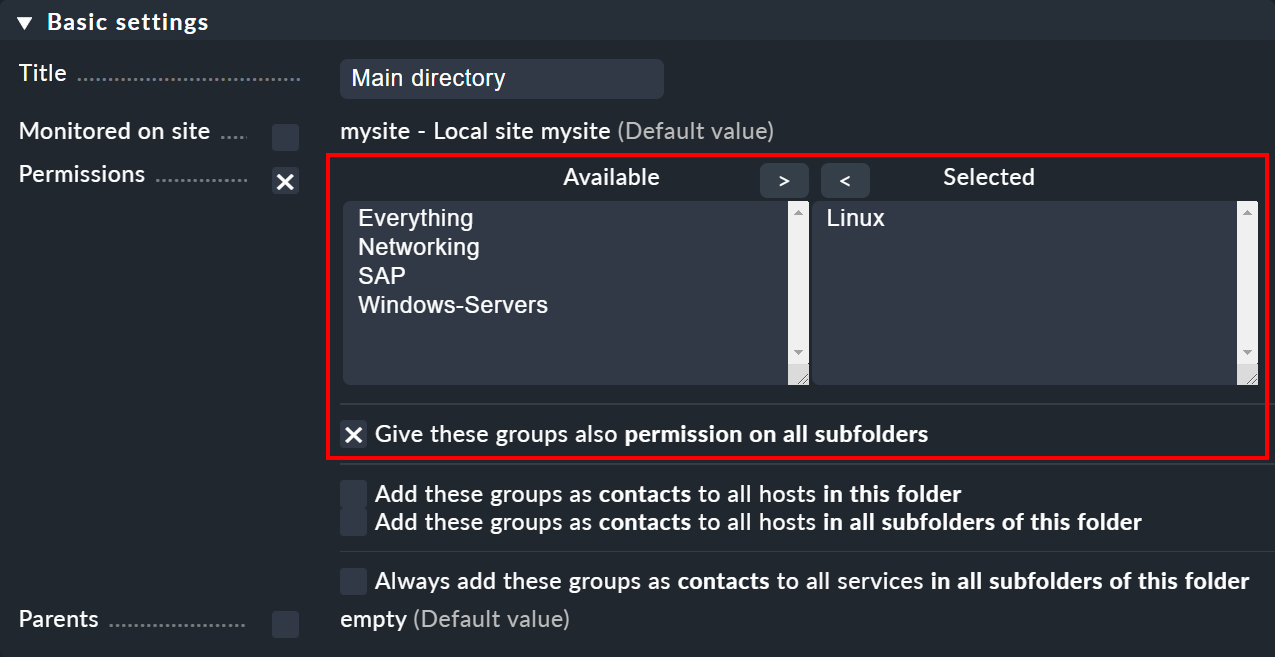 Basic settings
Title
Main directory
Monitored on site
mysite - Local site mysite (Default value)
Permissions
Available > < Selected
Everything
Networking
SAP
Windows-Servers
Linux
Give these groups also permission on all subfolders
Add these groups as contacts to all hosts in this folder
Add these groups as contacts to all hosts in all subfolders of this folder
Always add these groups as contacts to all services in all subfolders of this folder
Parents
empty (Default value)